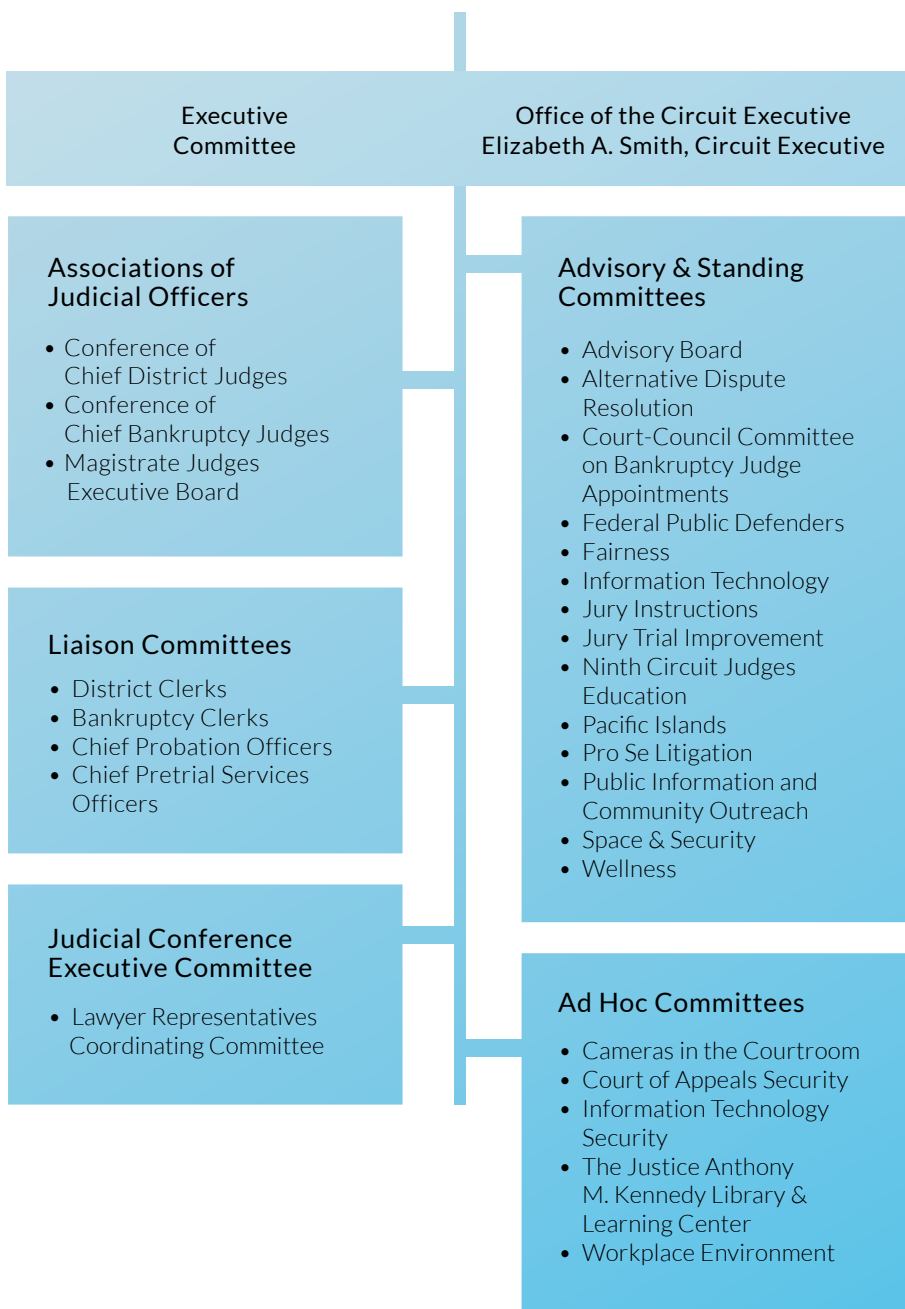 Executive
Committee
Office of the Circuit Executive
Elizabeth A. Smith, Circuit Executive
Associations of
Judicial Officers
• Conference of
Chief District Judges
• Conference of
Chief Bankruptcy Judges
• Magistrate Judges
Executive Board
Liaison Committees
• District Clerks
• Bankruptcy Clerks
• Chief Probation Officers
• Chief Pretrial Services
Officers
Judicial Conference
Executive Committee
• Lawyer Representatives
Coordinating Committee
Advisory & Standing
Committees
• Advisory Board
• Alternative Dispute
Resolution
• Court-Council Committee
on Bankruptcy Judge
Appointments
• Federal Public Defenders
• Fairness
• Information Technology
• Jury Instructions
• Jury Trial Improvement
• Ninth Circuit Judges
Education
• Pacific Islands
• Pro Se Litigation
• Public Information and
Community Outreach
• Space & Security
• Wellness
Ad Hoc Committees
• Cameras in the Courtroom
• Court of Appeals Security
• Information Technology
Security
• The Justice Anthony
M. Kennedy Library &
Learning Center
• Workplace Environment